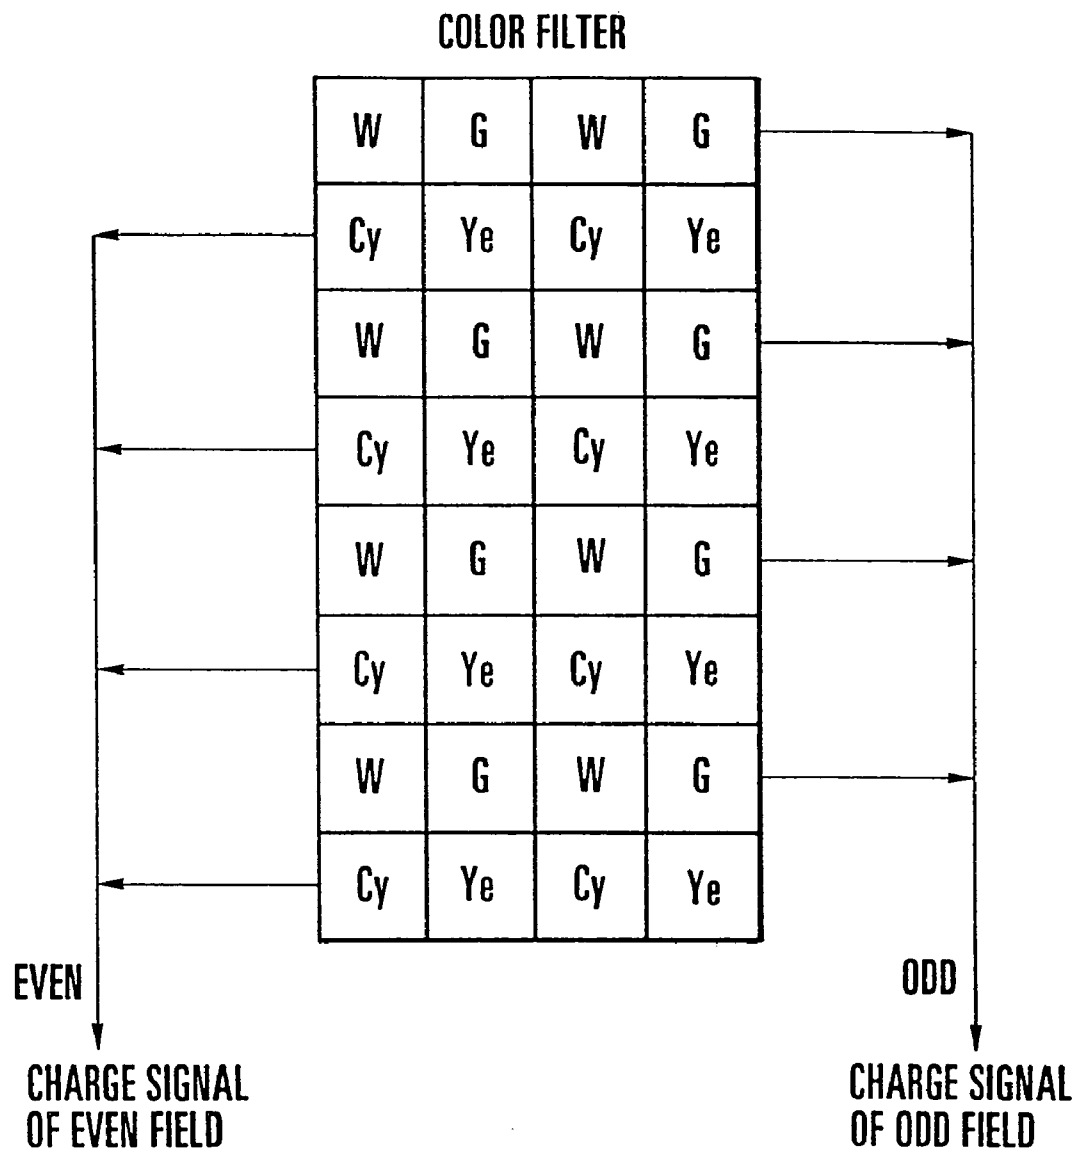 COLOR FILTER
W G W G
Cy Ye Cy Ye
W G W G
Cy Ye Cy Ye
W G W G
Cy Ye Cy Ye
W G W G
Cy Ye Cy Ye
EVEN
ODD
CHARGE SIGNAL
OF EVEN FIELD
CHARGE SIGNAL
OF ODD FIELD